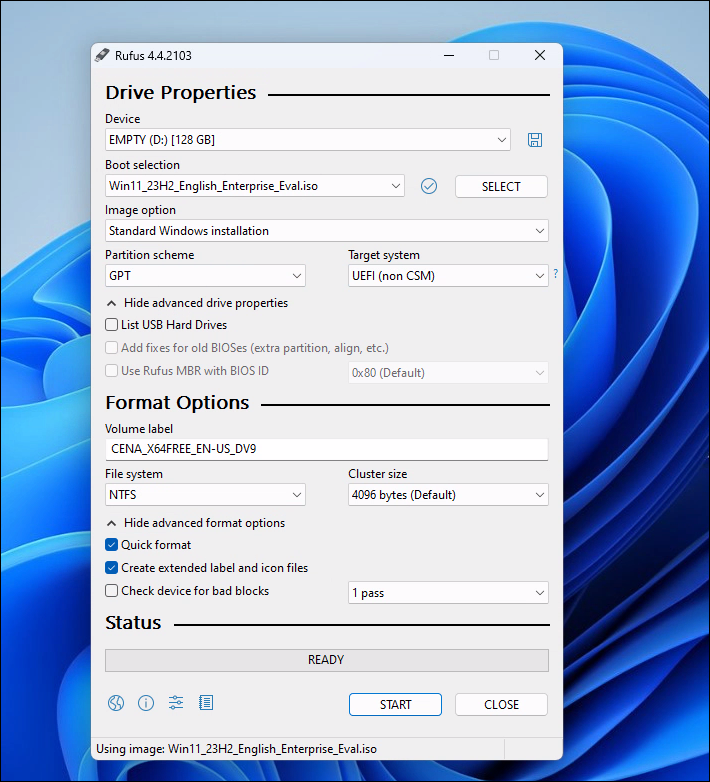 Rufus 4.4.2103
Drive Properties
Device
EMPTY (D:) [128 GB]
Boot selection
Win11_23H2_English_Enterprise_Eval.iso
SELECT
Image option
Standard Windows installation
Partition scheme
Target system
GPT
UEFI (non CSM)
?
Hide advanced drive properties
List USB Hard Drives
Add fixes for old BIOSes (extra partition, align, etc.)
Use Rufus MBR with BIOS ID
0x80 (Default)
Format Options
Volume label
CENA_X64FREE_EN-US_DV9
File system
Cluster size
NTFS
4096 bytes (Default)
Hide advanced format options
Quick format
Create extended label and icon files
Check device for bad blocks
1 pass
Status
READY
START
CLOSE
Using image: Win11_23H2_English_Enterprise_Eval.iso